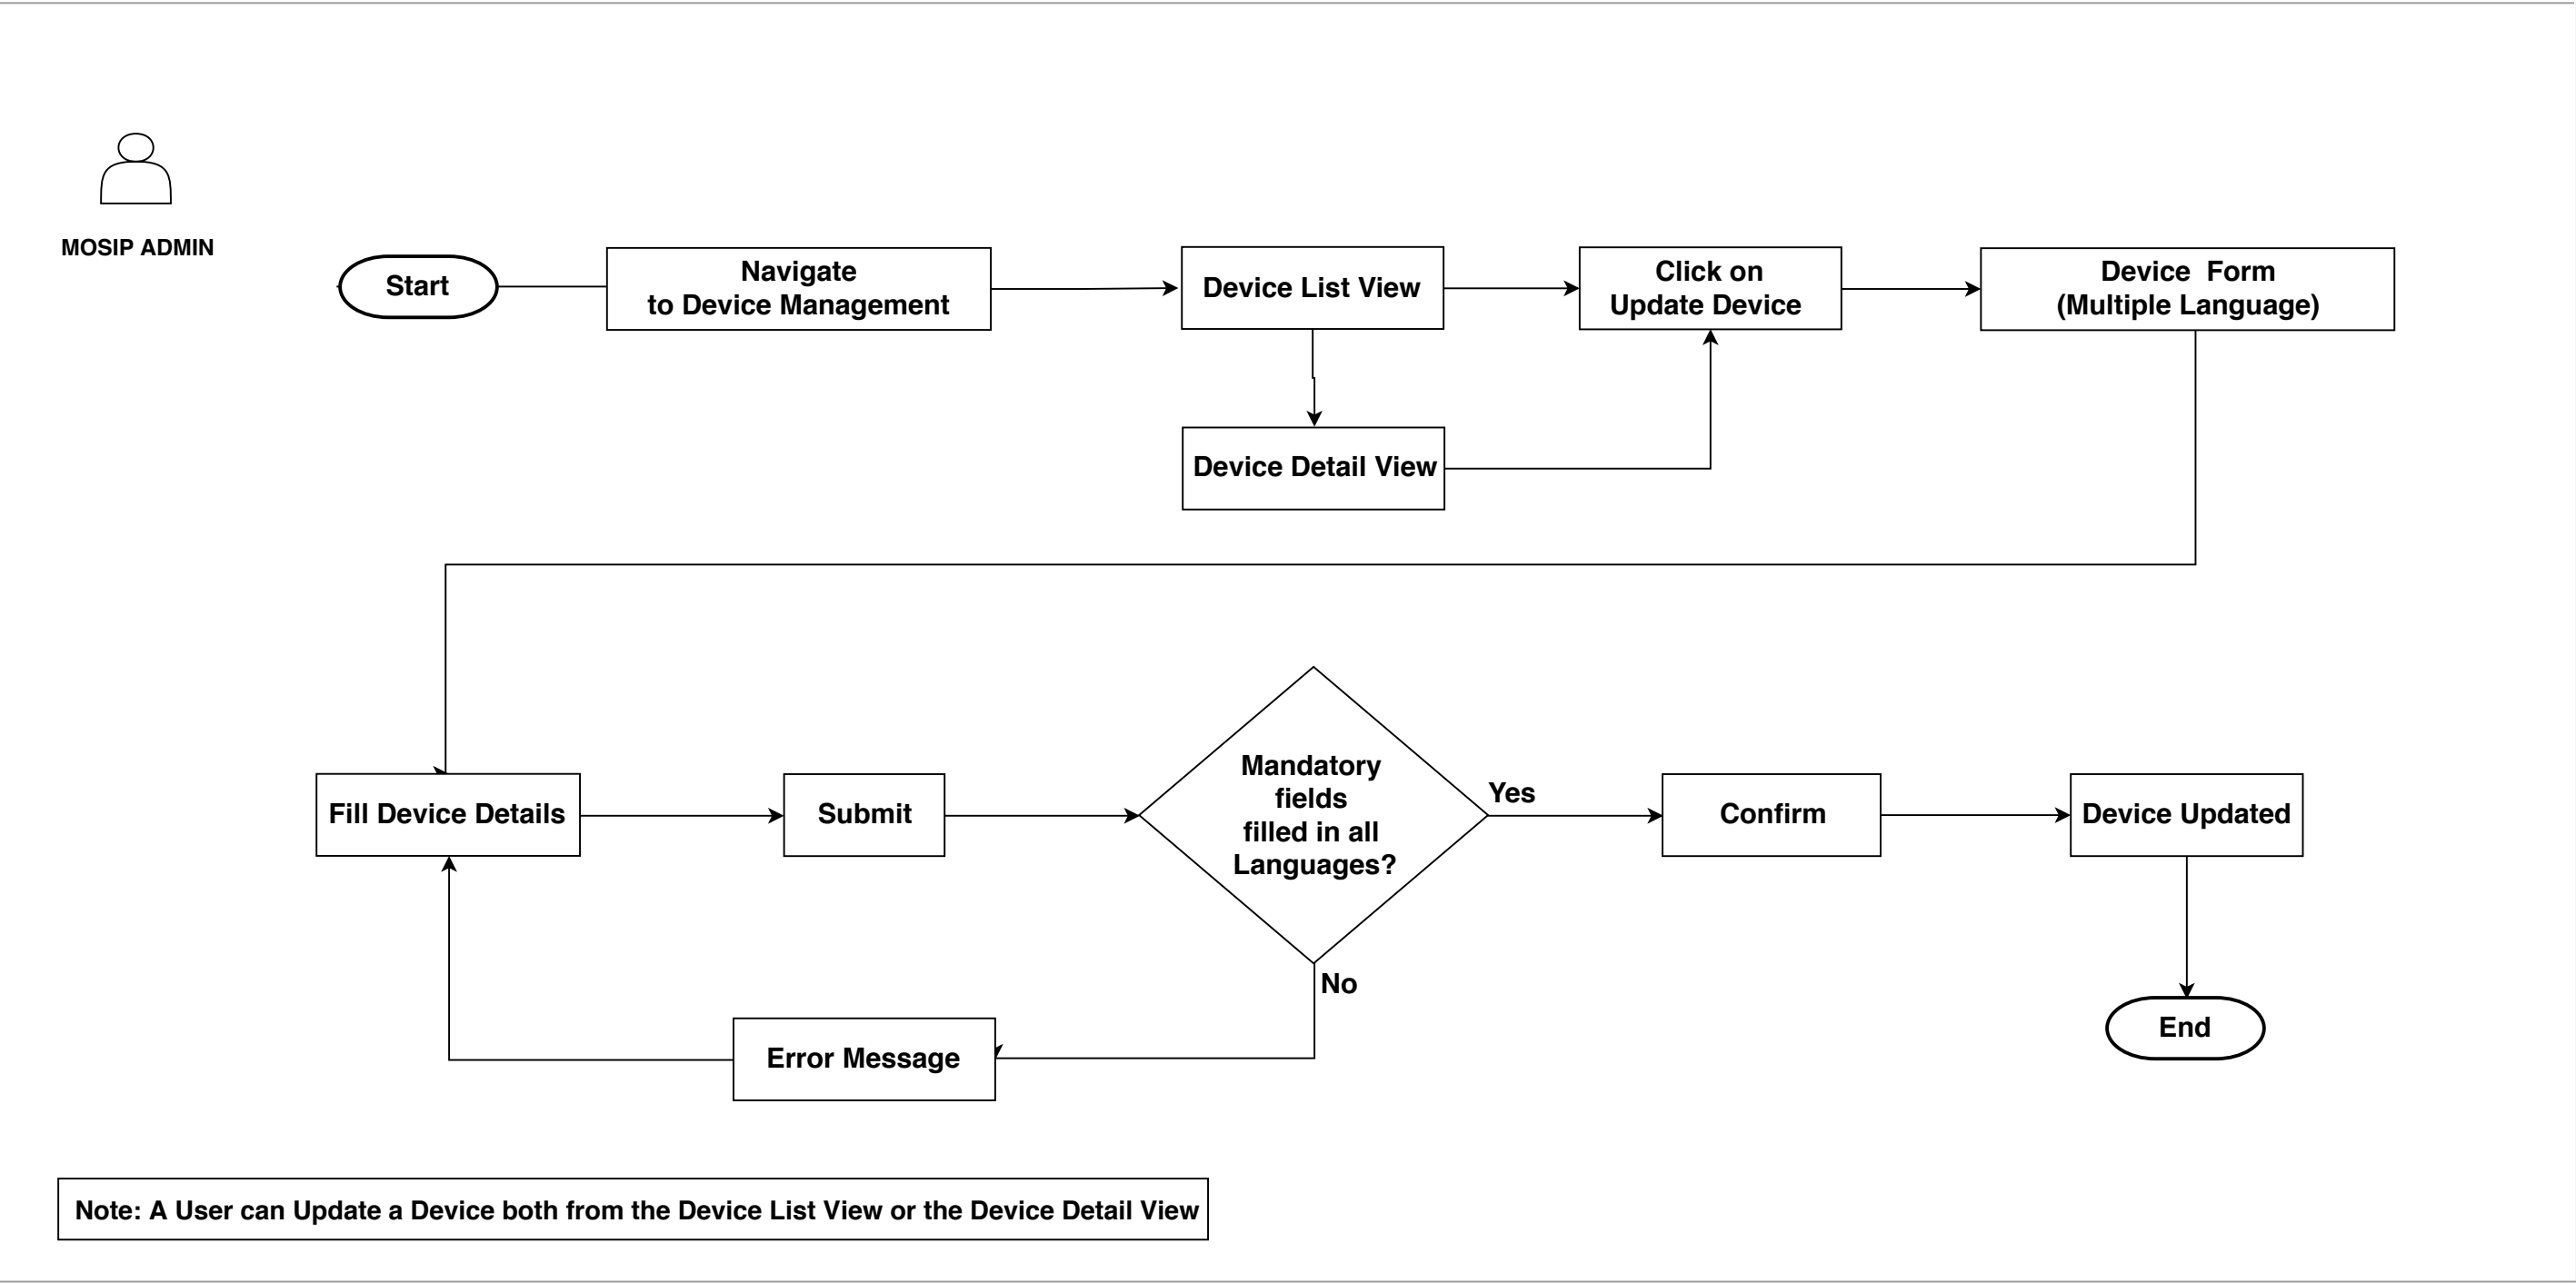 MOSIP ADMIN
Start
Navigate
to Device Management
Device List View
Click on
Update Device
Device  Form
(Multiple Language)
Device Detail View
Fill Device Details
Submit
Mandatory
fields
filled in all
Languages?
Yes
Confirm
Device Updated
No
Error Message
End
Note: A User can Update a Device both from the Device List View or the Device Detail View